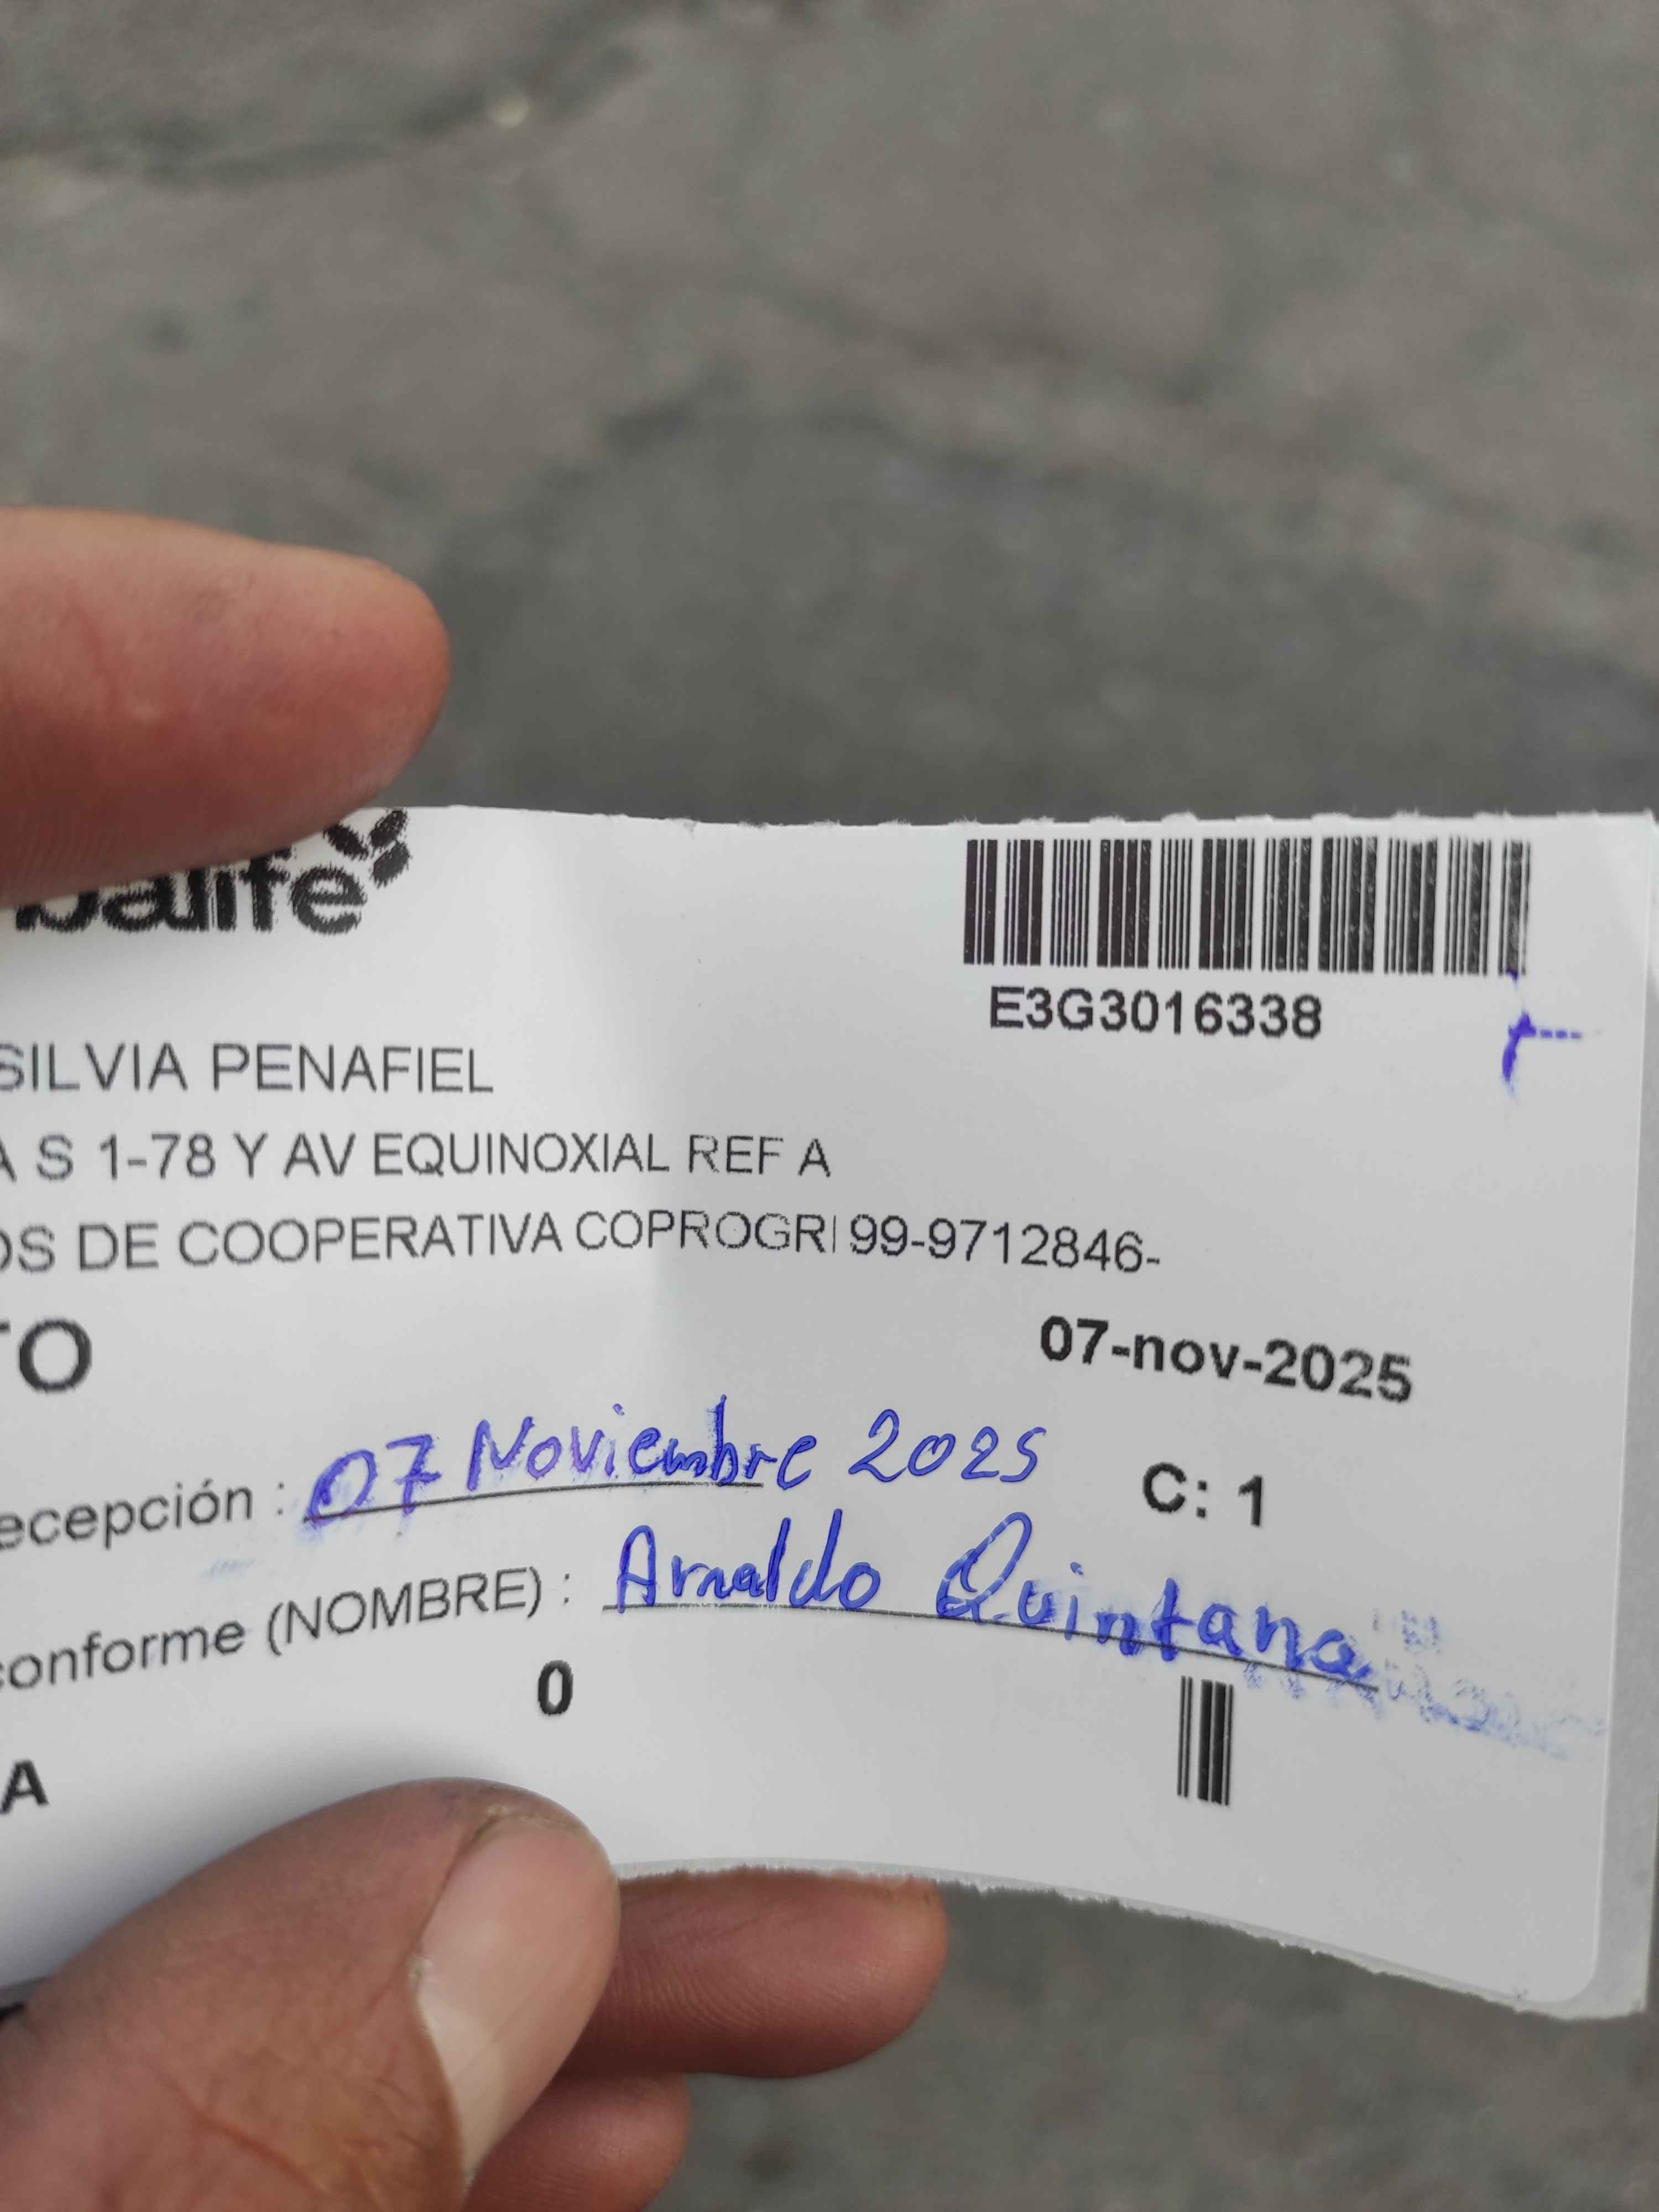 balife
E3G3016338
SILVIA PENAFIEL
A S 1-78 Y AV EQUINOXIAL REF A
OS DE COOPERATIVA COPROGRI 99-9712846-
TO
07-nov-2025
ecepción : 07 Noviembre 2025
C: 1
conforme (NOMBRE) : Arnaldo Quintana
0
A